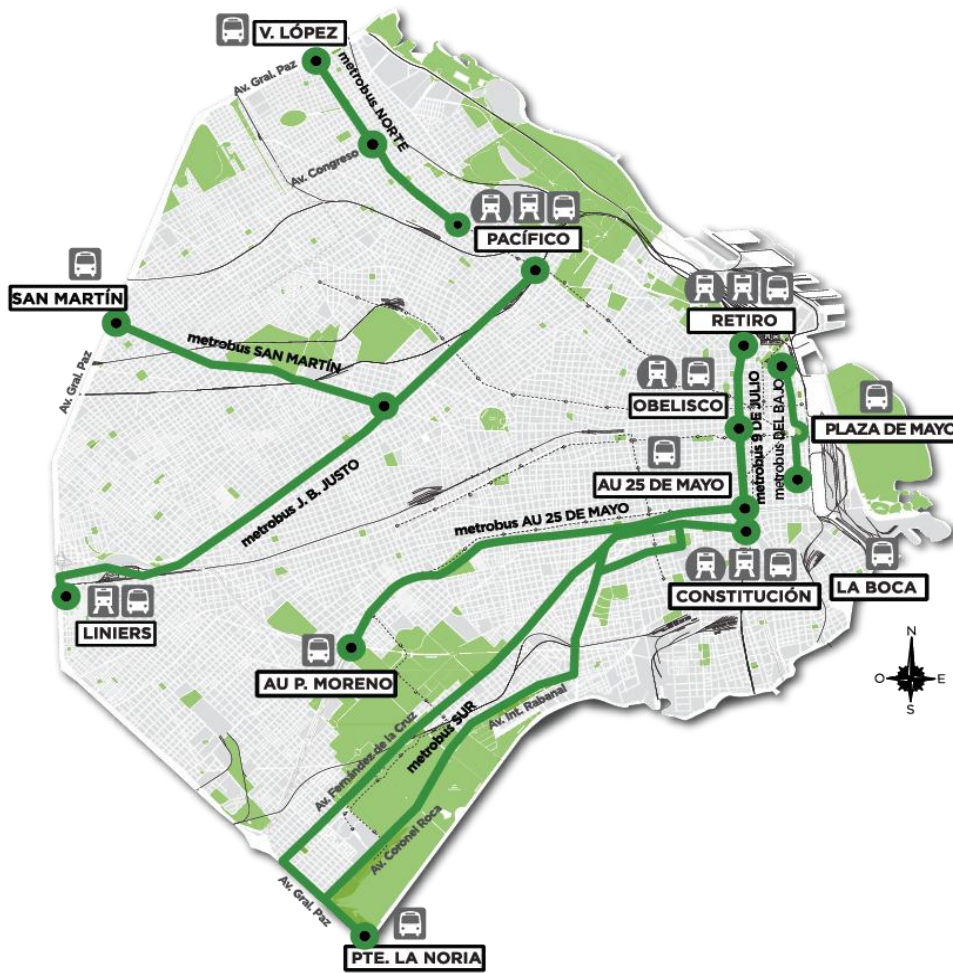 V. LÓPEZ
Av. Gral. Paz
metrobus NORTE
Av. Congreso
PACÍFICO
SAN MARTÍN
RETIRO
metrobus SAN MARTÍN
Av. Gral. Paz
OBELISCO
metrobus 9 DE JULIO
metrobus DEL BAJO
PLAZA DE MAYO
AU 25 DE MAYO
metrobus J. B. JUSTO
metrobus AU 25 DE MAYO
LA BOCA
CONSTITUCIÓN
LINIERS
AU P. MORENO
N
O
E
S
Av. Int. Rabanal
metrobus SUR
Av. Fernández de la Cruz
Av. Coronel Roca
Av. Gral. Paz
PTE. LA NORIA